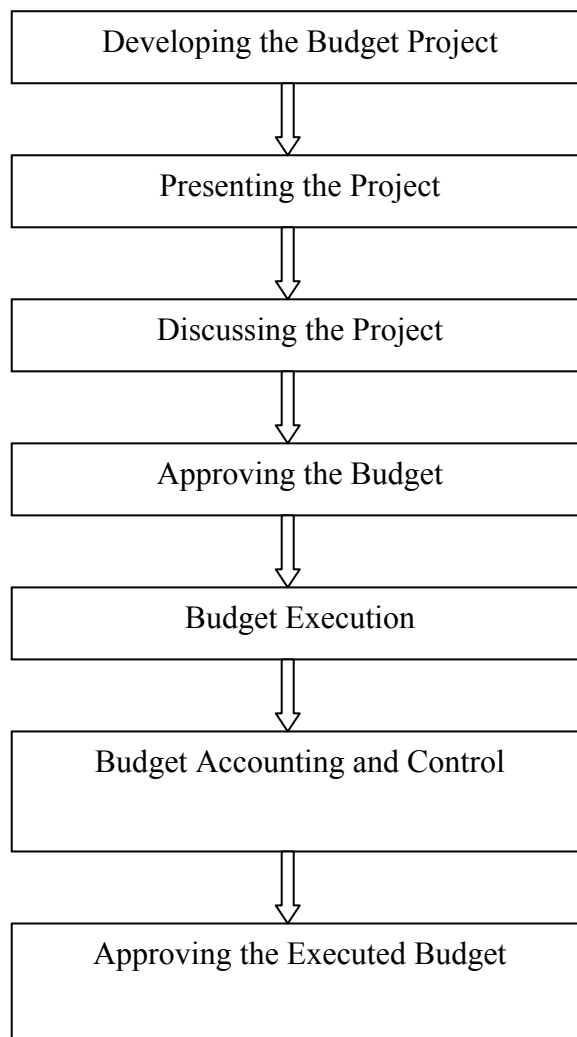 Developing the Budget Project
Presenting the Project
Discussing the Project
Approving the Budget
Budget Execution
Budget Accounting and Control
Approving the Executed Budget